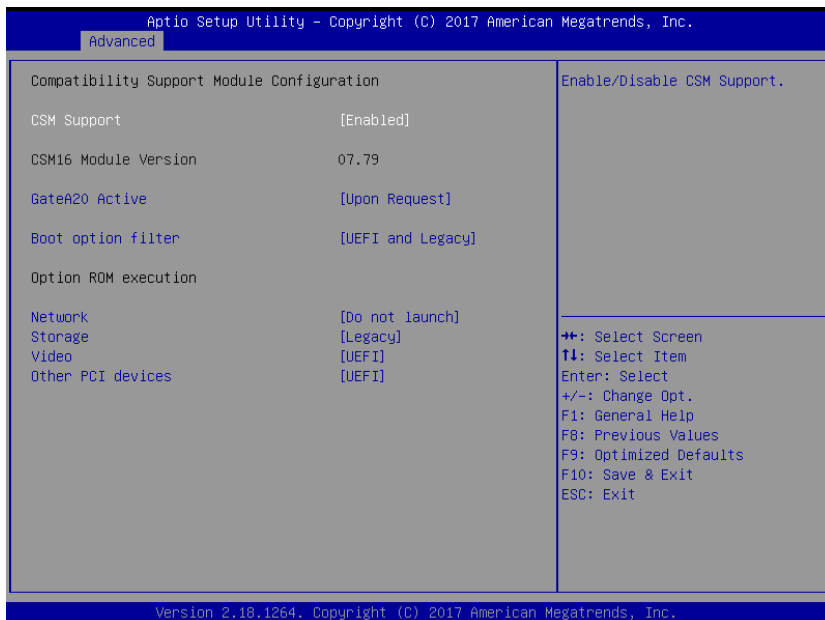 Aptio Setup Utility – Copyright (C) 2017 American Megatrends, Inc.
Advanced
Compatibility Support Module Configuration
CSM Support [Enabled]
CSM16 Module Version 07.79
GateA20 Active [Upon Request]
Boot option filter [UEFI and Legacy]
Option ROM execution
Network [Do not launch]
Storage [Legacy]
Video [UEFI]
Other PCI devices [UEFI]
Enable/Disable CSM Support.
→←: Select Screen
↑↓: Select Item
Enter: Select
+/-: Change Opt.
F1: General Help
F8: Previous Values
F9: Optimized Defaults
F10: Save & Exit
ESC: Exit
Version 2.18.1264. Copyright (C) 2017 American Megatrends, Inc.